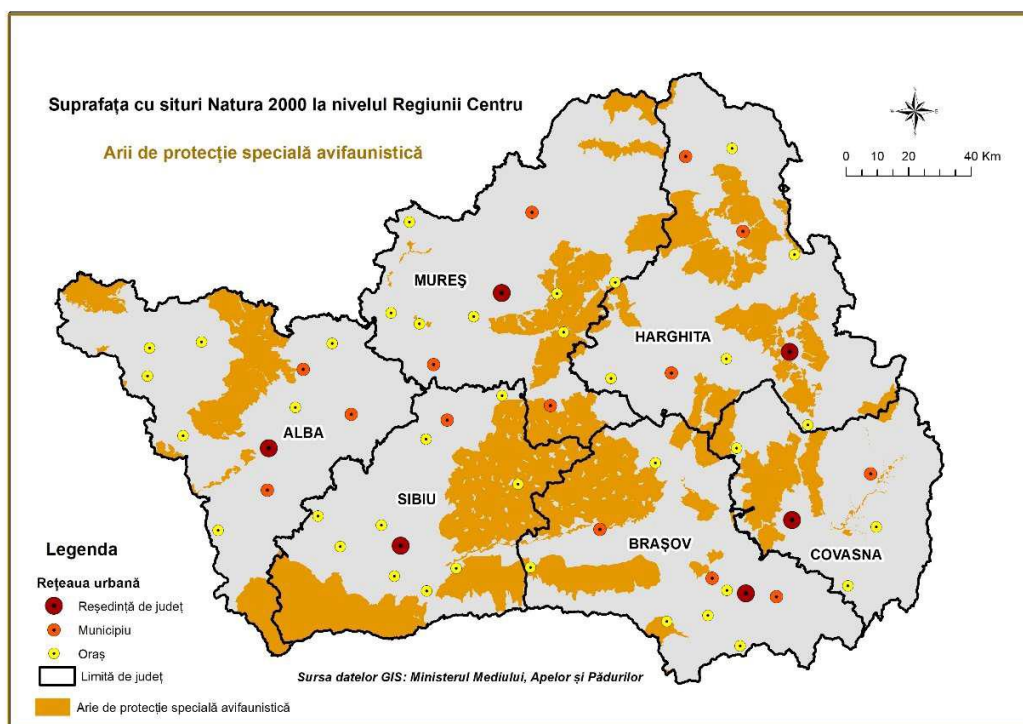 Suprafața cu situri Natura 2000 la nivelul Regiunii Centru
Arii de protecție specială avifaunistică
0 10 20 40 Km
MUREŞ
HARGHITA
ALBA
SIBIU
BRAŞOV
COVASNA
Legenda
Rețeaua urbană
Reședință de județ
Municipiu
Oraș
Limită de județ
Arie de protecție specială avifaunistică
Sursa datelor GIS: Ministerul Mediului, Apelor și Pădurilor